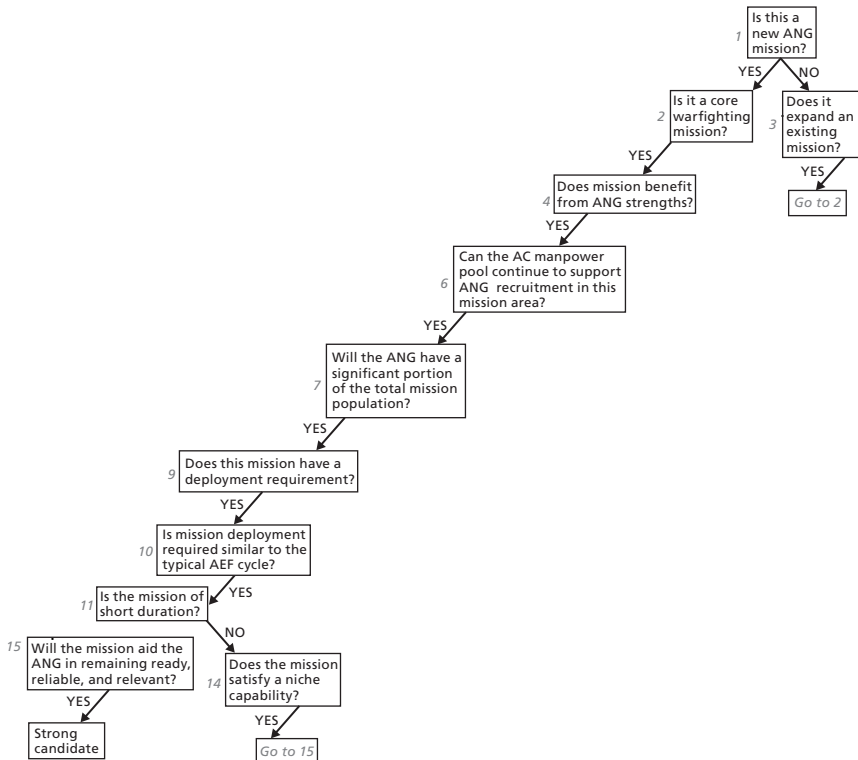 1
Is this a
new ANG
mission?
YES
NO
2
Is it a core
warfighting
mission?
3
Does it
expand an
existing
mission?
YES
YES
Go to 2
4
Does mission benefit
from ANG strengths?
YES
6
Can the AC manpower
pool continue to support
ANG recruitment in this
mission area?
YES
7
Will the ANG have a
significant portion
of the total mission
population?
YES
9
Does this mission have a
deployment requirement?
YES
10
Is mission deployment
required similar to the
typical AEF cycle?
YES
11
Is the mission of
short duration?
NO
15
Will the mission aid the
ANG in remaining ready,
reliable, and relevant?
14
Does the mission
satisfy a niche
capability?
YES
YES
Strong
candidate
Go to 15